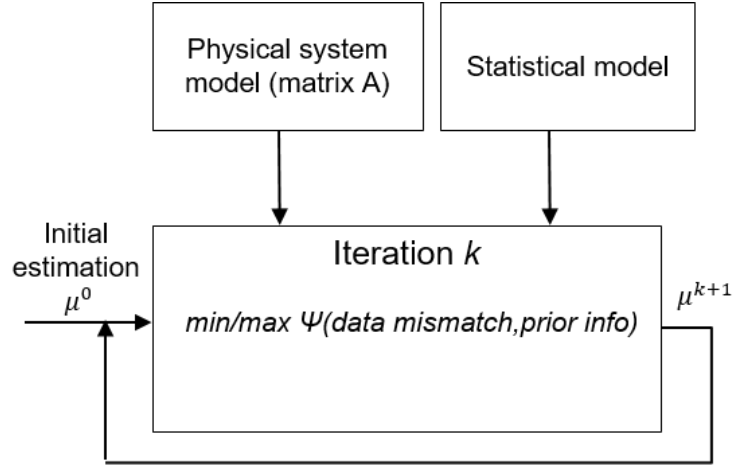 Physical system
model (matrix A)
Statistical model
Initial
estimation
μ⁰
Iteration k
min/max Ψ(data mismatch,prior info)
μᵏ⁺¹